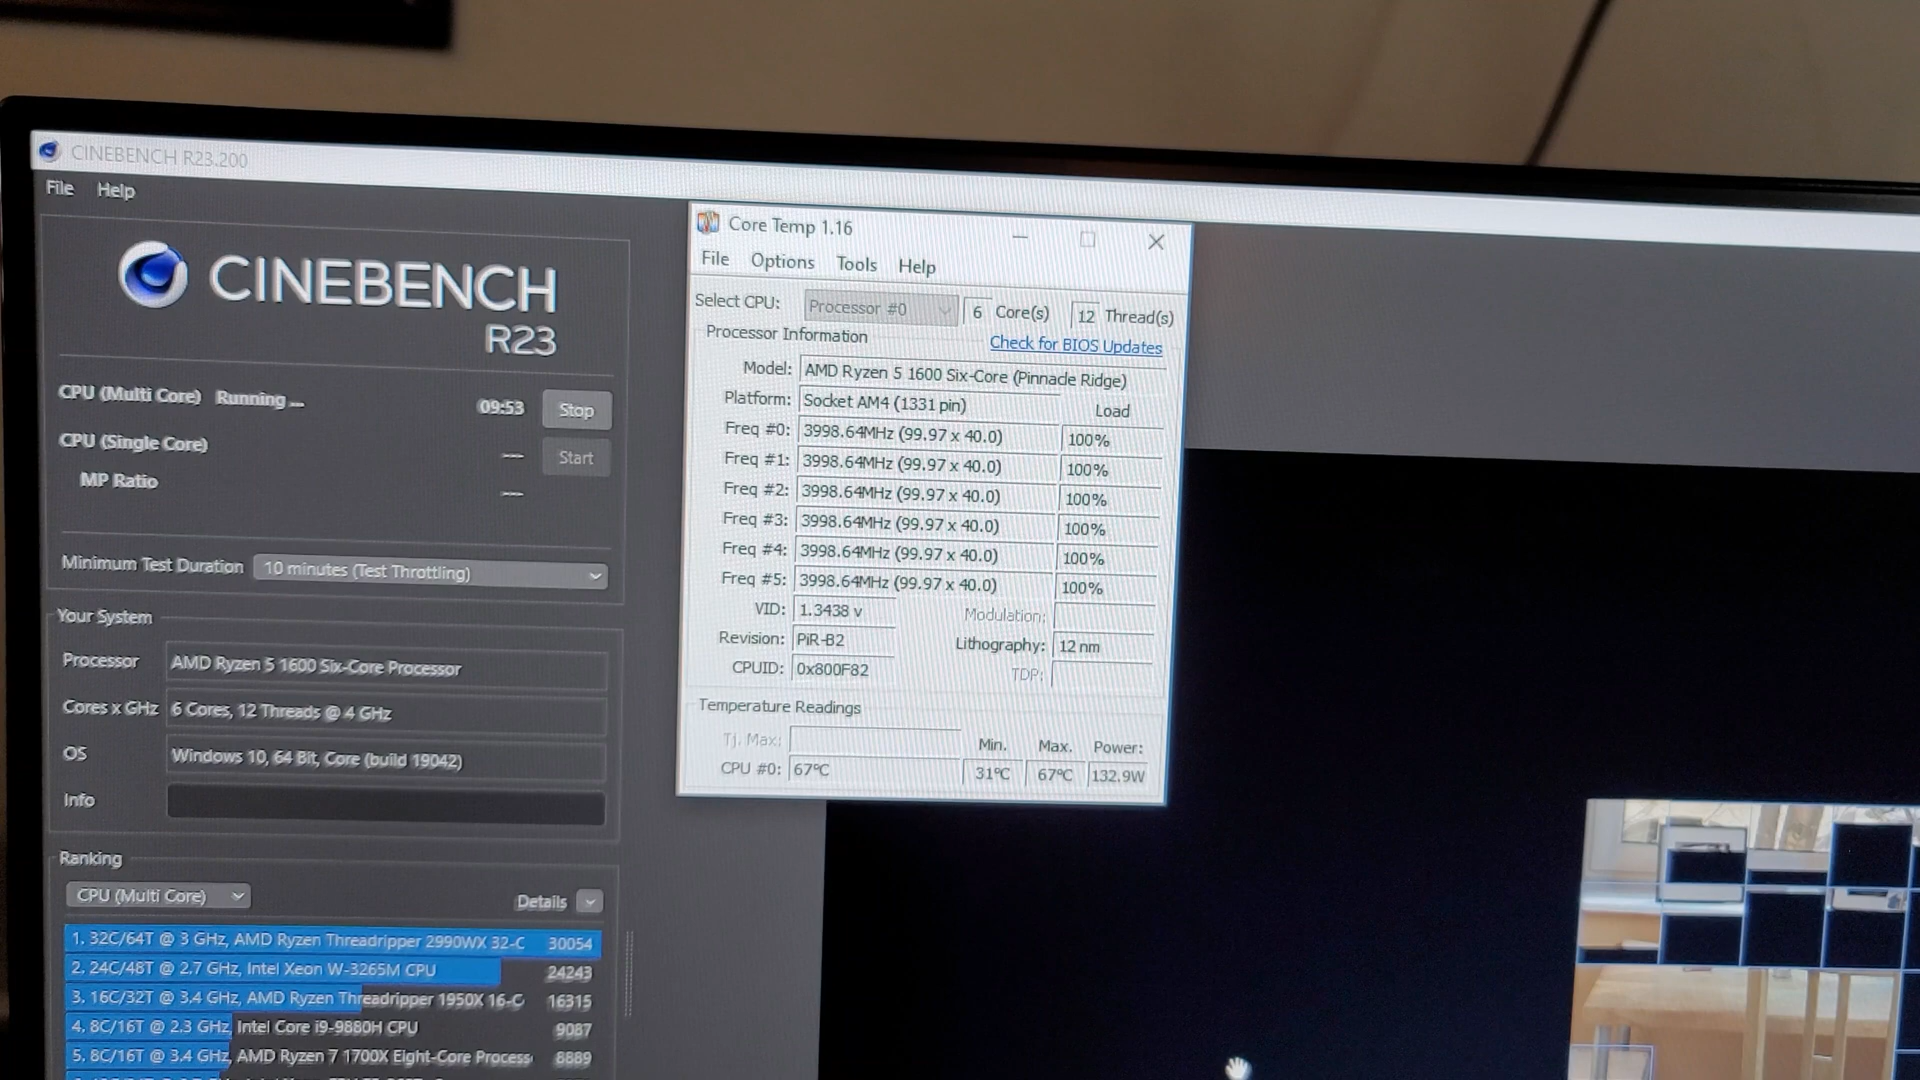 CINEBENCH R23.200
File Help
CINEBENCH
R23
CPU (Multi Core) Running ... 09:53 Stop
CPU (Single Core) --- Start
MP Ratio ---
Minimum Test Duration 10 minutes (Test Throttling)
Your System
Processor AMD Ryzen 5 1600 Six-Core Processor
Cores x GHz 6 Cores, 12 Threads @ 4 GHz
OS Windows 10, 64 Bit, Core (build 19042)
Info
Ranking
CPU (Multi Core) Details
1. 32C/64T @ 3 GHz, AMD Ryzen Threadripper 2990WX 32-C 30054
2. 24C/48T @ 2.7 GHz, Intel Xeon W-3265M CPU 24243
3. 16C/32T @ 3.4 GHz, AMD Ryzen Threadripper 1950X 16-C 16315
4. 8C/16T @ 2.3 GHz, Intel Core i9-9880H CPU 9087
5. 8C/16T @ 3.4 GHz, AMD Ryzen 7 1700X Eight-Core Process 8889
Core Temp 1.16
File Options Tools Help
Select CPU: Processor #0 6 Core(s) 12 Thread(s)
Processor Information
Check for BIOS Updates
Model: AMD Ryzen 5 1600 Six-Core (Pinnacle Ridge)
Platform: Socket AM4 (1331 pin) Load
Freq #0: 3998.64MHz (99.97 x 40.0) 100%
Freq #1: 3998.64MHz (99.97 x 40.0) 100%
Freq #2: 3998.64MHz (99.97 x 40.0) 100%
Freq #3: 3998.64MHz (99.97 x 40.0) 100%
Freq #4: 3998.64MHz (99.97 x 40.0) 100%
Freq #5: 3998.64MHz (99.97 x 40.0) 100%
VID: 1.3438 v Modulation:
Revision: PiR-B2 Lithography: 12 nm
CPUID: 0x800F82 TDP:
Temperature Readings
Tj. Max: Min. Max. Power:
CPU #0: 67°C 31°C 67°C 132.9W